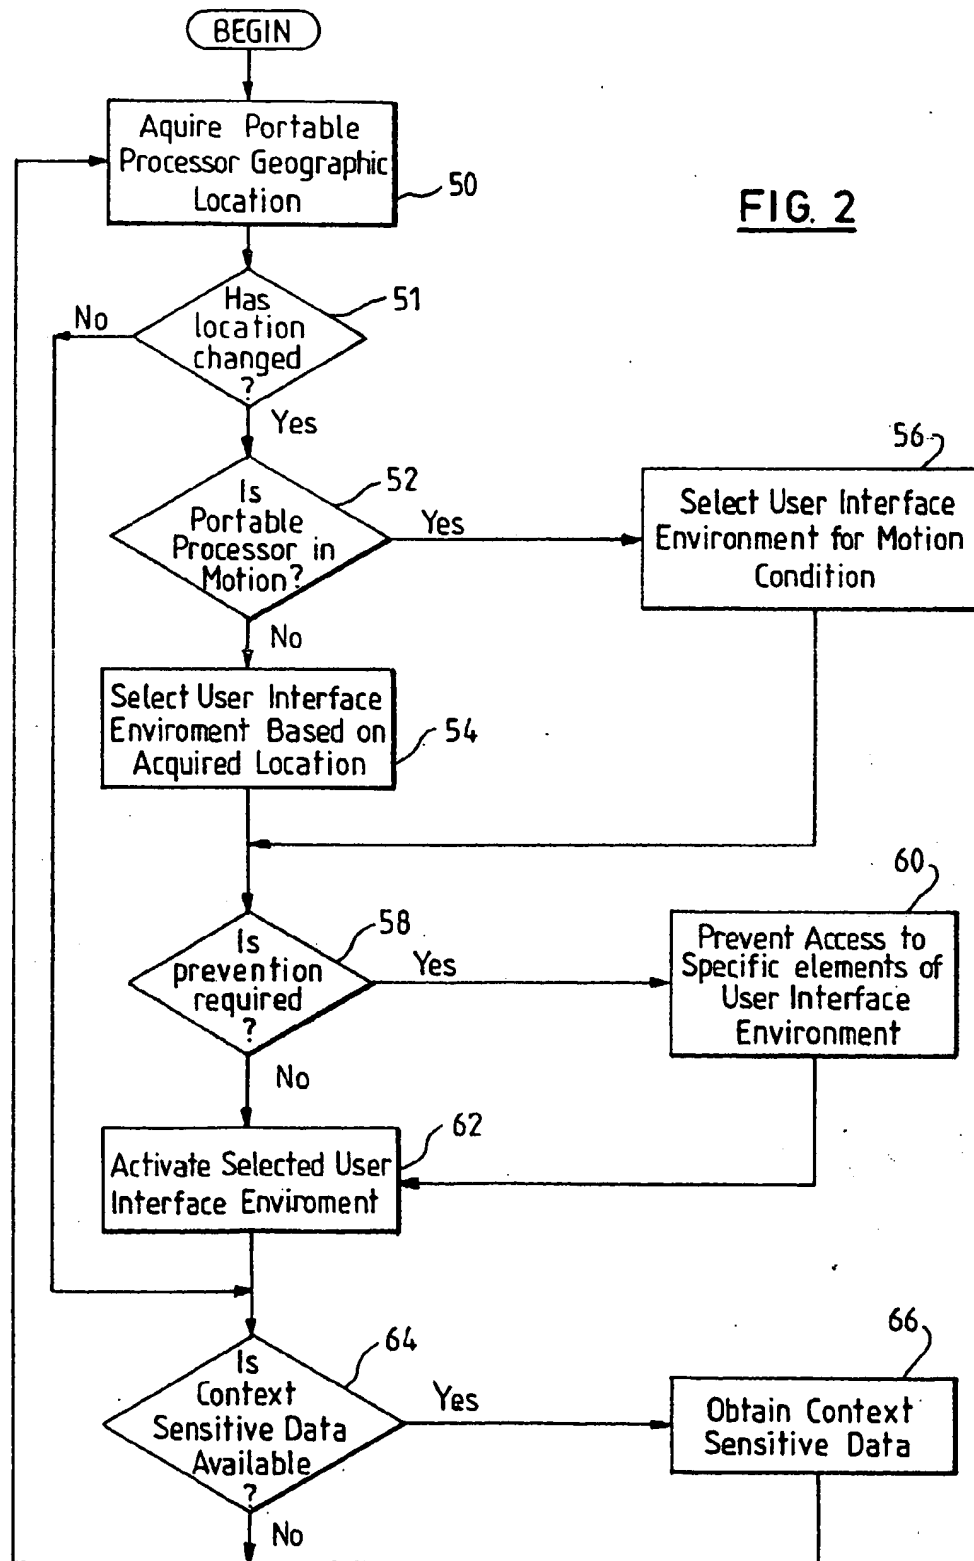 BEGIN
Aquire Portable
Processor Geographic
Location
50
FIG. 2
Has
location
changed
?
51
No
Yes
Is
Portable
Processor in
Motion?
52
Yes
56
Select User Interface
Environment for Motion
Condition
No
Select User Interface
Enviroment Based on
Acquired Location
54
Is
prevention
required
?
58
Yes
60
Prevent Access to
Specific elements of
User Interface
Environment
No
62
Activate Selected User
Interface Enviroment
Is
Context
Sensitive Data
Available
?
64
Yes
66
Obtain Context
Sensitive Data
No